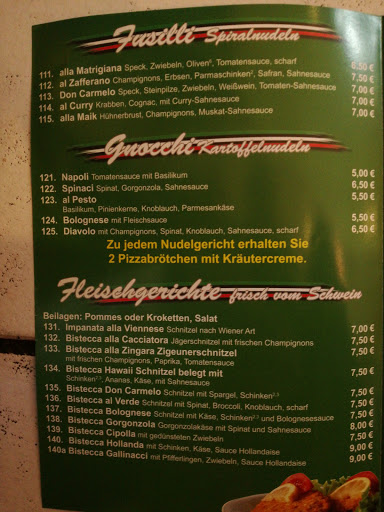 Fusilli Spiralnudeln
111. alla Matrigiana Speck, Zwiebeln, Oliven⁶, Tomatensauce, scharf 6,50 €
112. al Zafferano Champignons, Erbsen, Parmaschinken², Safran, Sahnesauce 7,50 €
113. Don Carmelo Speck, Steinpilze, Zwiebeln, Weißwein, Tomaten-Sahnesauce 7,00 €
114. al Curry Krabben, Cognac, mit Curry-Sahnesauce 7,00 €
115. alla Maik Hühnerbrust, Champignons, Muskat-Sahnesauce 7,00 €
Gnocchi Kartoffelnudeln
121. Napoli Tomatensauce mit Basilikum 5,00 €
122. Spinaci Spinat, Gorgonzola, Sahnesauce 6,50 €
123. al Pesto
Basilikum, Pinienkerne, Knoblauch, Parmesankäse 5,50 €
124. Bolognese mit Fleischsauce 5,50 €
125. Diavolo mit Champignons, Spinat, Knoblauch, Sahnesauce, scharf 6,50 €
Zu jedem Nudelgericht erhalten Sie
2 Pizzabrötchen mit Kräutercreme.
Fleischgerichte frisch vom Schwein
Beilagen: Pommes oder Kroketten, Salat
131. Impanata alla Viennese Schnitzel nach Wiener Art 7,00 €
132. Bistecca alla Cacciatora Jägerschnitzel mit frischen Champignons 7,50 €
133. Bistecca alla Zingara Zigeunerschnitzel
mit frischen Champignons, Paprika, Tomatensauce 7,50 €
134. Bistecca Hawaii Schnitzel belegt mit
Schinken²,³, Ananas, Käse, mit Sahnesauce 7,50 €
135. Bistecca Don Carmelo Schnitzel mit Spargel, Schinken²,³ 7,50 €
136. Bistecca al Verde Schnitzel mit Spinat, Broccoli, Knoblauch, scharf 7,50 €
137. Bistecca Bolognese Schnitzel mit Käse, Schinken²,³ und Bolognesesauce 7,50 €
138. Bistecca Gorgonzola Gorgonzolakäse mit Spinat und Sahnesauce 8,00 €
139. Bistecca Cipolla mit gedünsteten Zwiebeln 7,50 €
140. Bistecca Hollanda mit Schinken, Käse, Sauce Hollandaise 9,00 €
140a Bistecca Gallinacci mit Pfifferlingen, Zwiebeln, Sauce Hollandaise 9,00 €